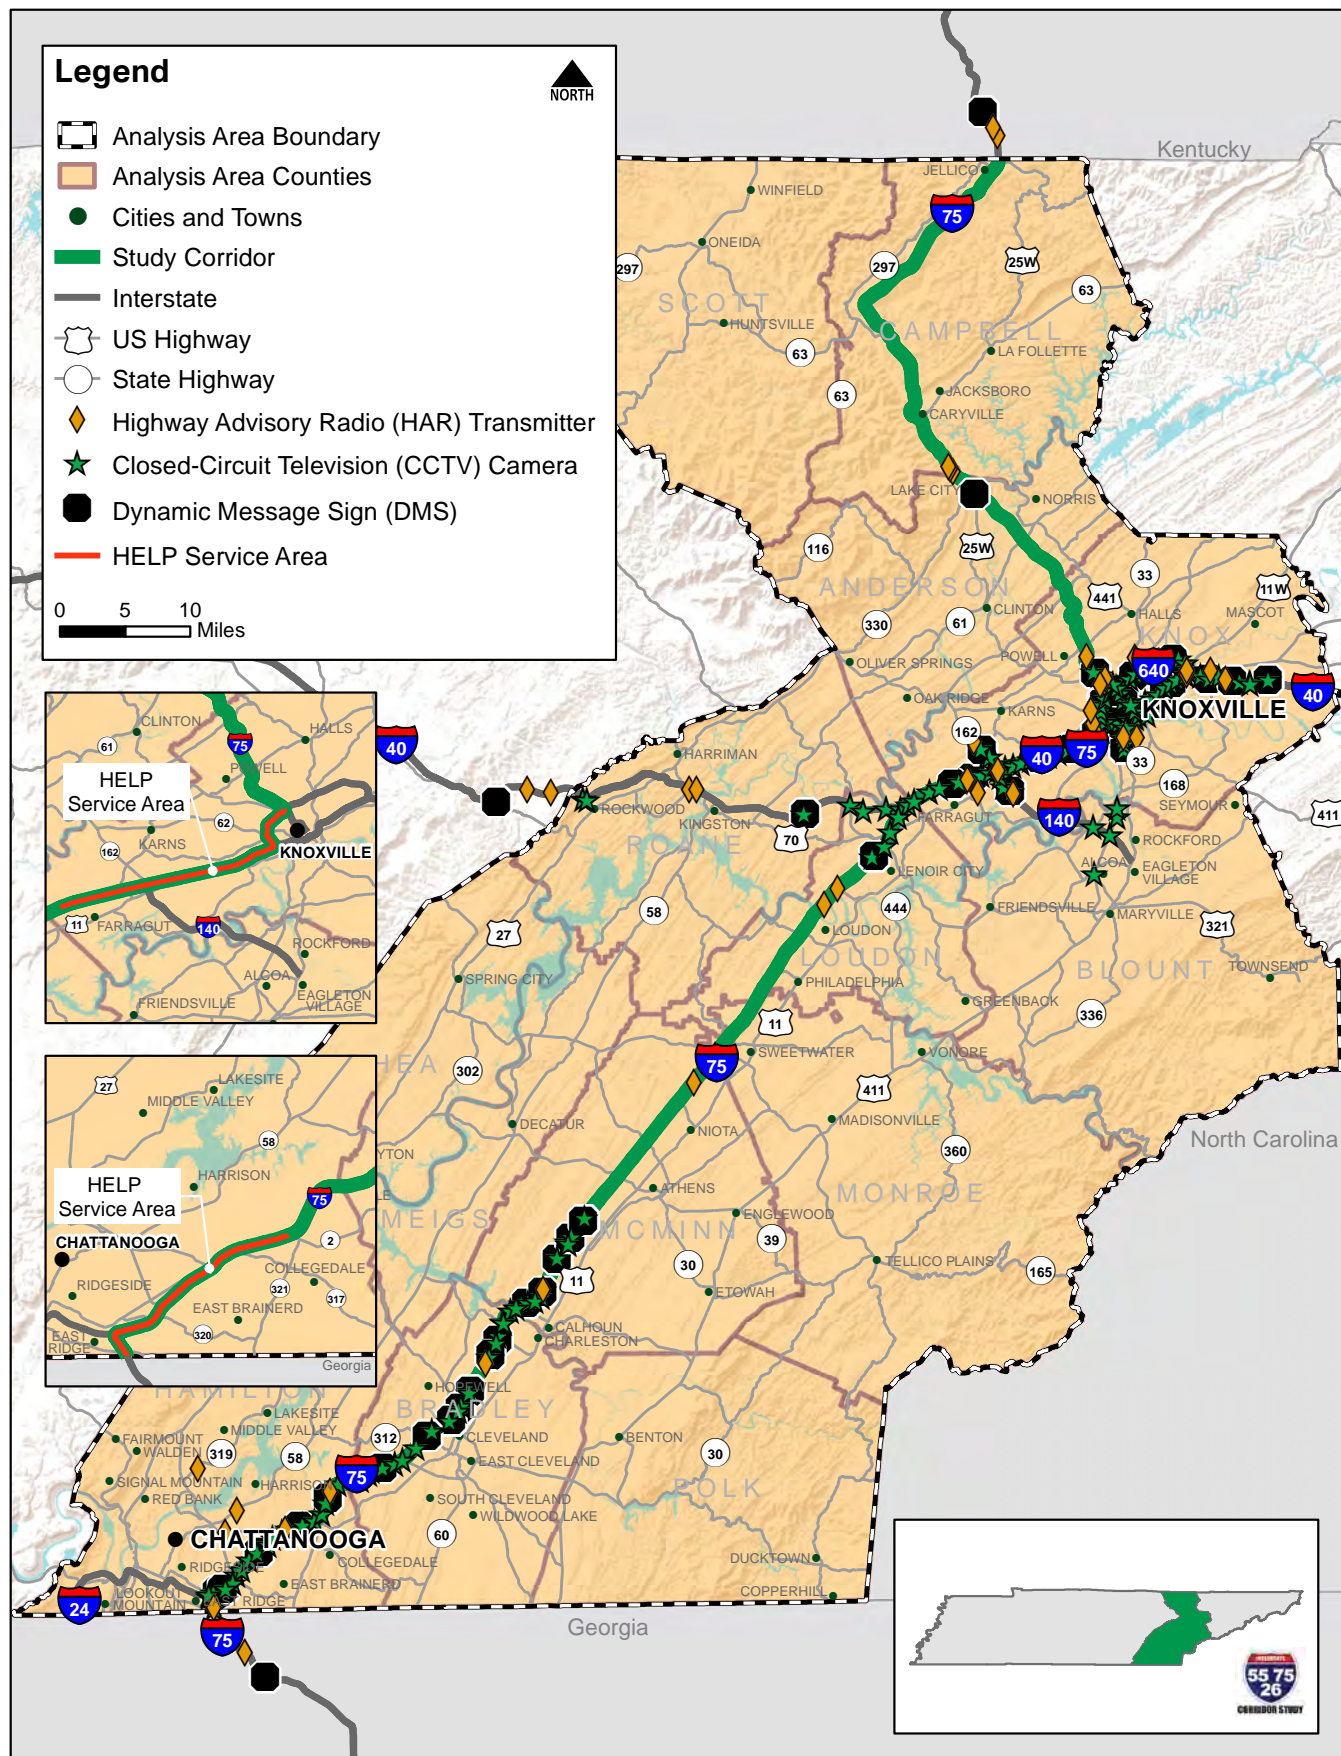 Legend
NORTH
Analysis Area Boundary
Analysis Area Counties
Cities and Towns
Study Corridor
Interstate
US Highway
State Highway
Highway Advisory Radio (HAR) Transmitter
Closed-Circuit Television (CCTV) Camera
Dynamic Message Sign (DMS)
HELP Service Area
0 5 10
Miles
Kentucky
JELLICO
WINFIELD
75
ONEIDA
25W
297
297
63
SCOTT
HUNTSVILLE
CAMPBELL
63
LA FOLLETTE
63
JACKSBORO
CARYVILLE
LAKE CITY
NORRIS
116
25W
33
ANDERSON
441
11W
CLINTON
HALLS
MASCOT
330
61
KNOX
OLIVER SPRINGS
POWELL
640
40
OAK RIDGE
KARNS
KNOXVILLE
162
40
75
33
40
HARRIMAN
168
SEYMOUR
ROCKWOOD
KINGSTON
FARRAGUT
140
411
70
ROCKFORD
ROANE
ALCOA
EAGLETON
VILLAGE
LENOIR CITY
58
444
FRIENDSVILLE
MARYVILLE
321
27
LOUDON
LOUDON
BLOUNT
TOWNSEND
SPRING CITY
PHILADELPHIA
GREENBACK
336
11
75
SWEETWATER
VONORE
HEA
302
411
DECATUR
NIOTA
MADISONVILLE
North Carolina
360
YTON
LE
ATHENS
MONROE
MEIGS
MCMINN
ENGLEWOOD
39
30
TELLICO PLAINS
165
11
ETOWAH
CALHOUN
CHARLESTON
HAMILTON
HOPEWELL
BRADLEY
LAKESITE
MIDDLE VALLEY
312
CLEVELAND
BENTON
FAIRMOUNT
WALDEN
319
58
75
EAST CLEVELAND
30
SIGNAL MOUNTAIN
HARRISON
POLK
RED BANK
SOUTH CLEVELAND
WILDWOOD LAKE
60
CHATTANOOGA
COLLEGEDALE
DUCKTOWN
RIDGESIDE
EAST BRAINERD
COPPERHILL
LOOKOUT
MOUNTAIN
EAST RIDGE
24
75
Georgia
CLINTON
HALLS
61
75
HELP
Service Area
POWELL
62
KARNS
162
KNOXVILLE
11
FARRAGUT
140
ROCKFORD
ALCOA
EAGLETON
VILLAGE
FRIENDSVILLE
27
LAKESITE
MIDDLE VALLEY
58
HARRISON
HELP
Service Area
75
CHATTANOOGA
2
COLLEGEDALE
RIDGESIDE
321
317
EAST BRAINERD
320
EAST
RIDGE
Georgia
55 75
26
CORRIDOR STUDY